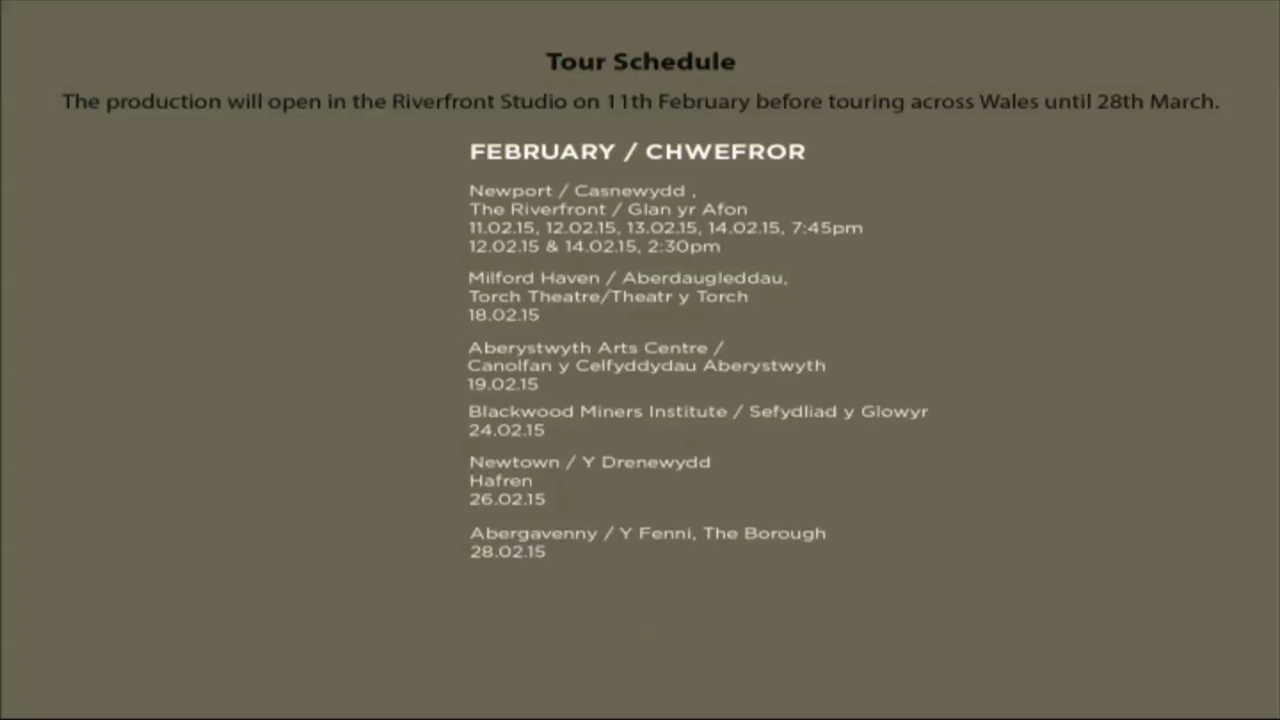 Tour Schedule
The production will open in the Riverfront Studio on 11th February before touring across Wales until 28th March.
FEBRUARY / CHWEFROR
Newport / Casnewydd ,
The Riverfront / Glan yr Afon
11.02.15, 12.02.15, 13.02.15, 14.02.15, 7:45pm
12.02.15 & 14.02.15, 2:30pm
Milford Haven / Aberdaugleddau,
Torch Theatre/Theatr y Torch
18.02.15
Aberystwyth Arts Centre /
Canolfan y Celfyddydau Aberystwyth
19.02.15
Blackwood Miners Institute / Sefydliad y Glowyr
24.02.15
Newtown / Y Drenewydd
Hafren
26.02.15
Abergavenny / Y Fenni, The Borough
28.02.15